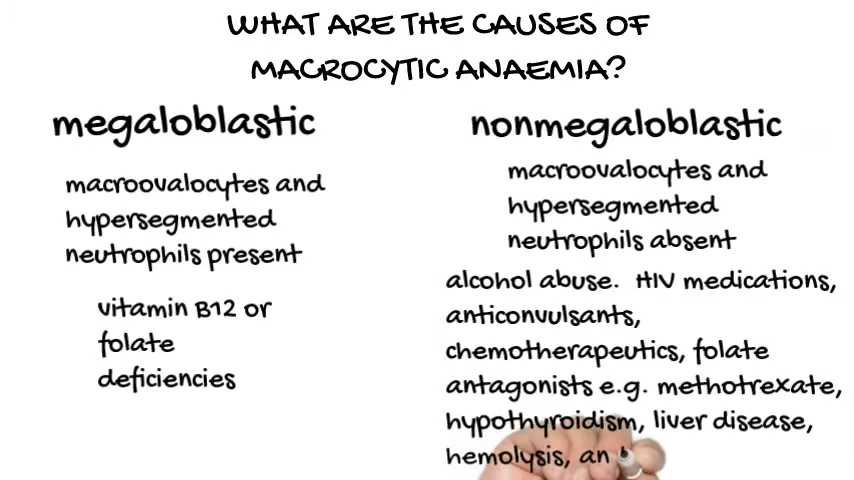 WHAT ARE THE CAUSES OF
MACROCYTIC ANAEMIA?
megaloblastic
macroovalocytes and
hypersegmented
neutrophils present
vitamin B12 or
folate
deficiencies
nonmegaloblastic
macroovalocytes and
hypersegmented
neutrophils absent
alcohol abuse. HIV medications,
anticonvulsants,
chemotherapeutics, folate
antagonists e.g. methotrexate,
hypothyroidism, liver disease,
hemolysis, an